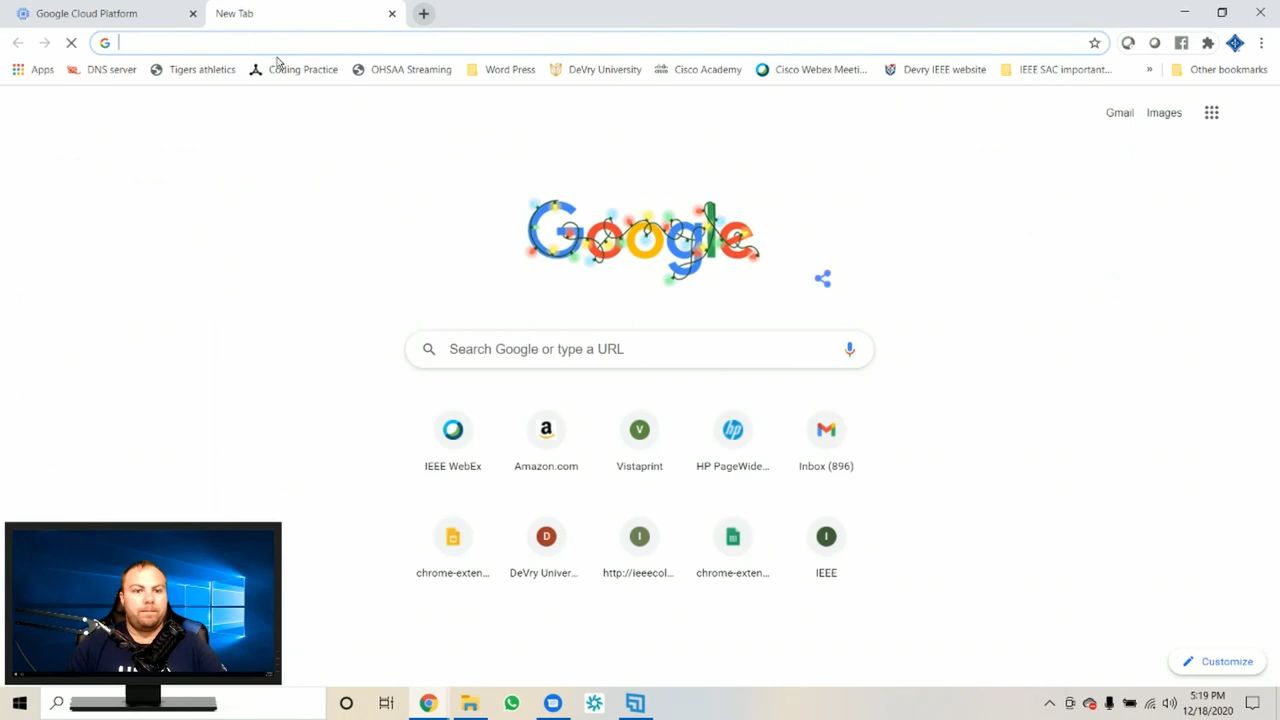 Google Cloud Platform
New Tab
Apps
DNS server
Tigers athletics
Coding Practice
OHSAA Streaming
Word Press
DeVry University
Cisco Academy
Cisco Webex Meeti...
Devry IEEE website
IEEE SAC important...
»
Other bookmarks
Gmail
Images
Google
Search Google or type a URL
IEEE WebEx
Amazon.com
Vistaprint
HP PageWide...
Inbox (896)
chrome-exten...
DeVry Univer...
http://ieeecol...
chrome-exten...
IEEE
Customize
5:19 PM
12/18/2020